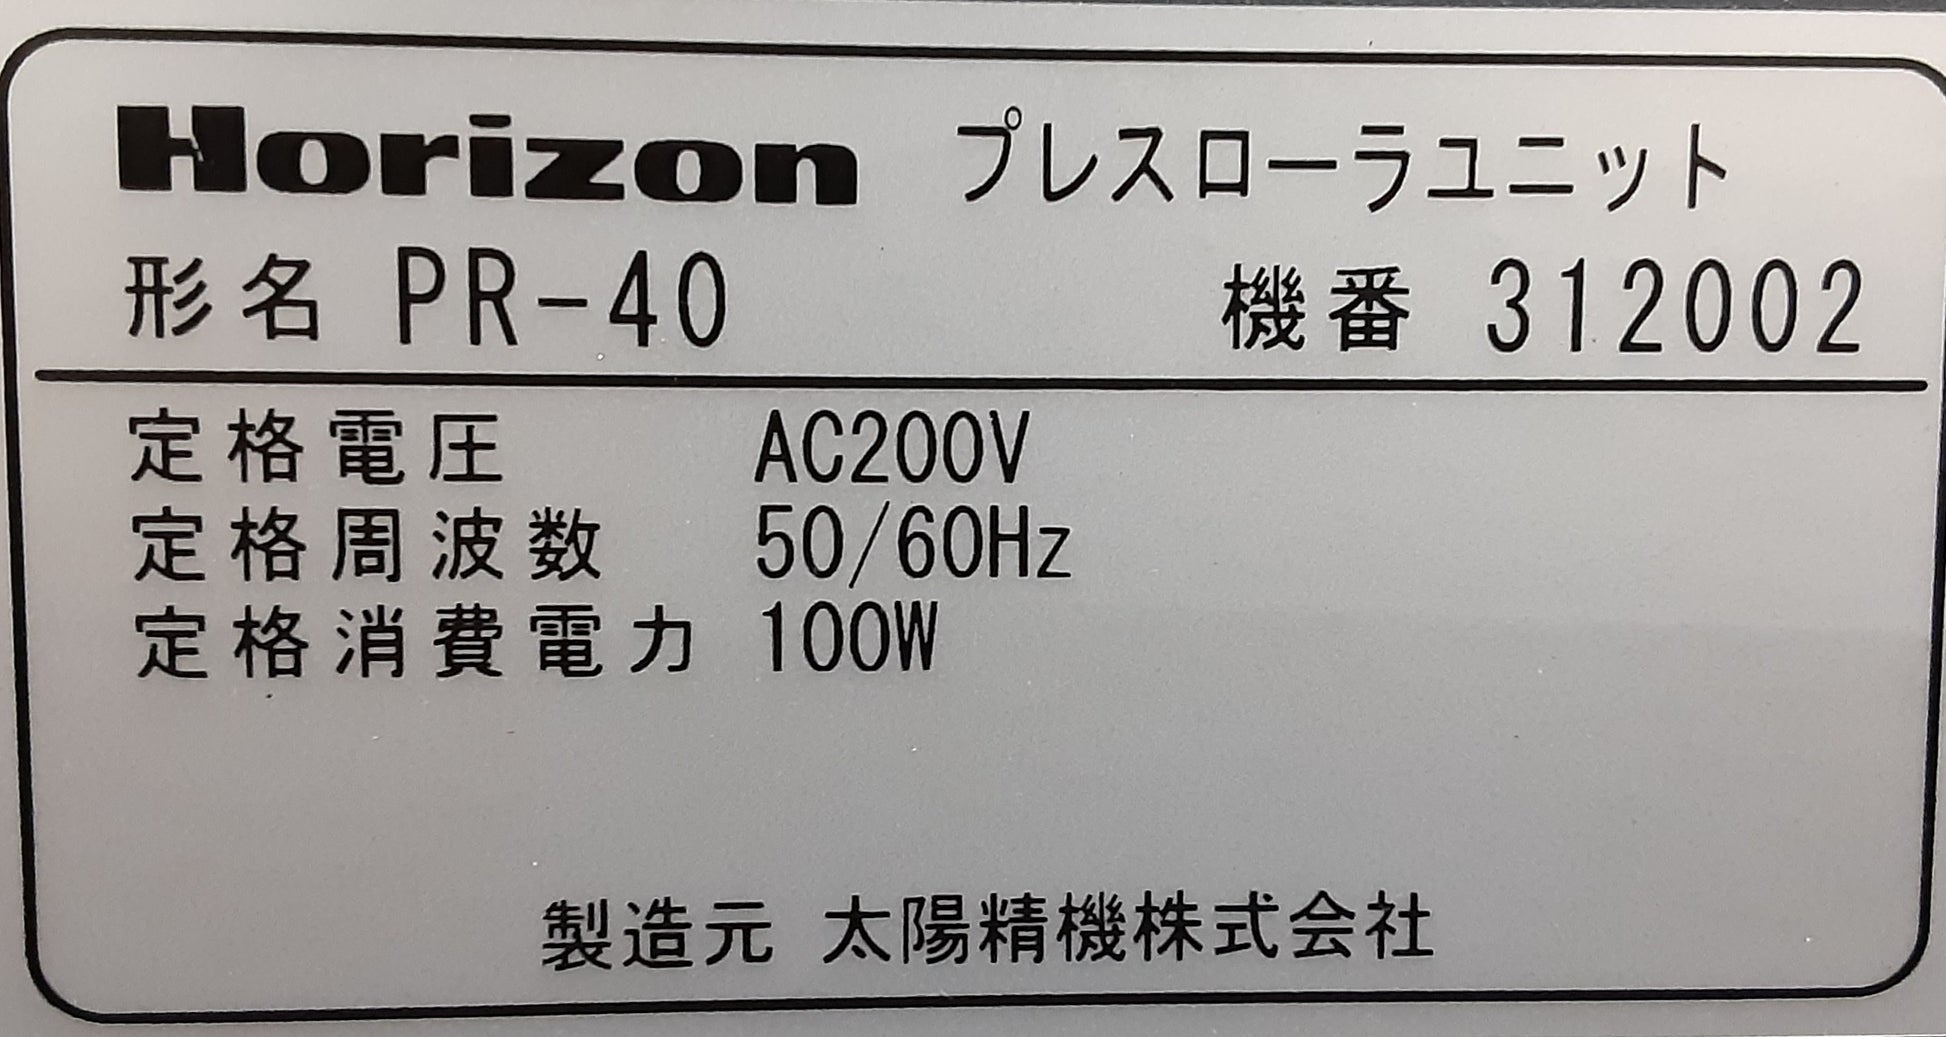 Horizon プレスローラユニット
形名 PR-40 機番 312002
定格電圧 AC200V
定格周波数 50/60Hz
定格消費電力 100W
製造元 太陽精機株式会社